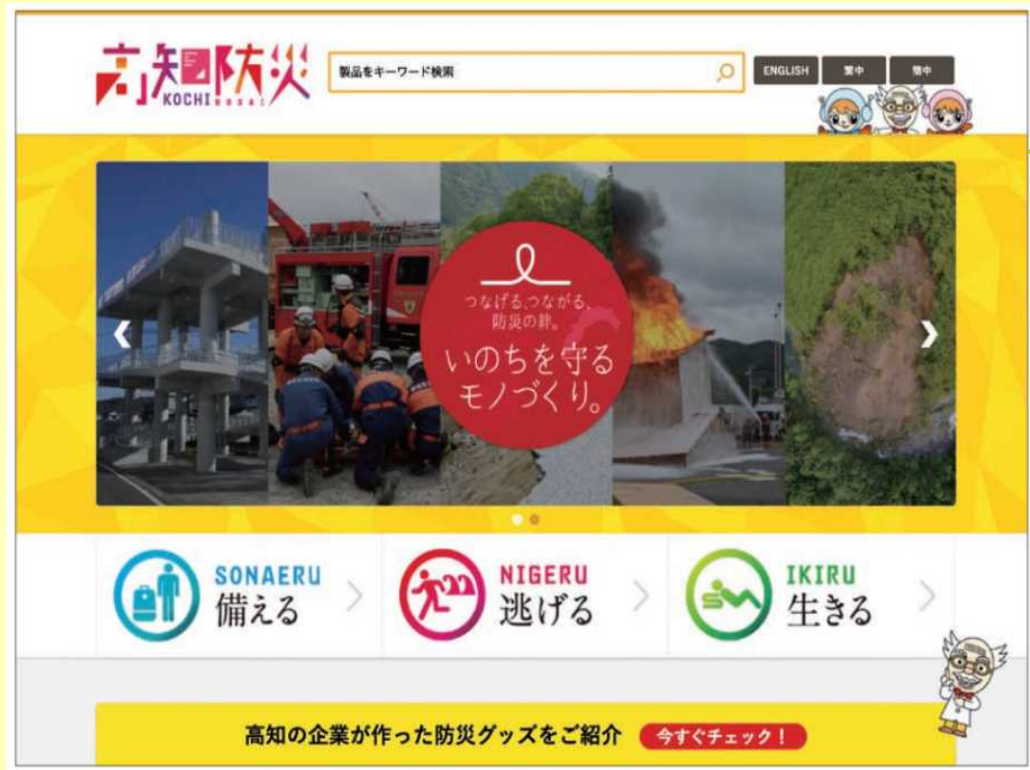 高知防災
KOCHI BOSAI
製品をキーワード検索
ENGLISH
繁中
簡中
つなげる、つながる、
防災の絆。
いのちを守る
モノづくり。
SONAERU
備える
NIGERU
逃げる
IKIRU
生きる
高知の企業が作った防災グッズをご紹介
今すぐチェック!